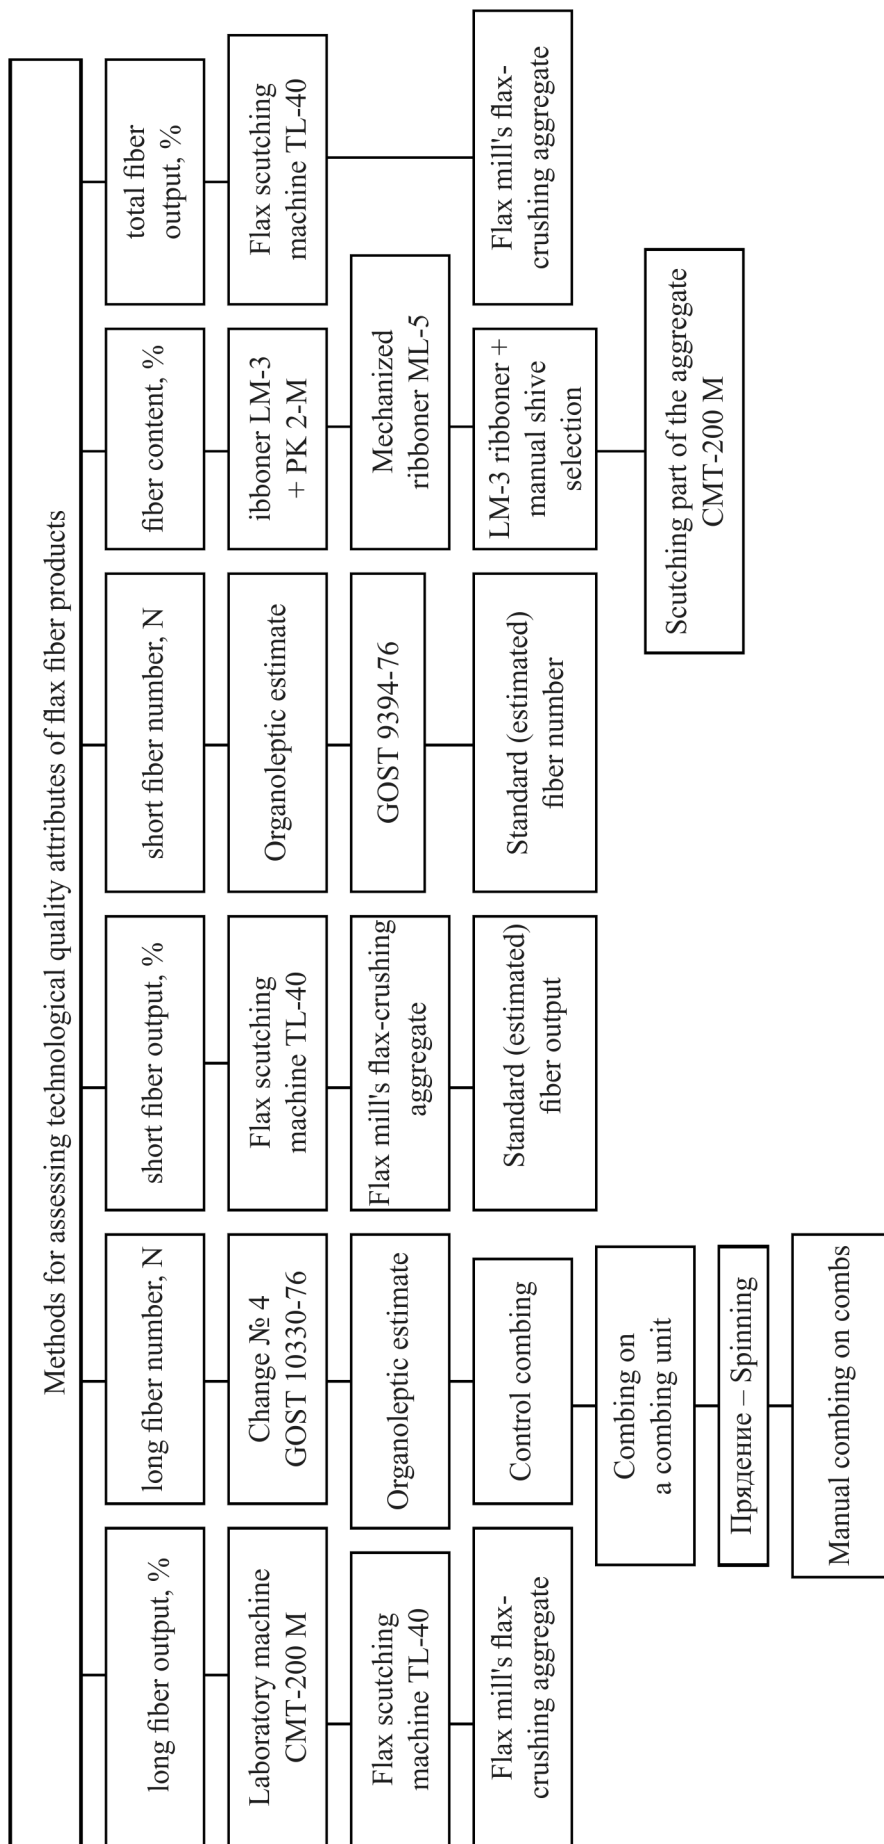 Methods for assessing technological quality attributes of flax fiber products
long fiber output, %
Laboratory machine
CMT-200 M
Flax scutching
machine TL-40
Flax mill's flax-
crushing aggregate
long fiber number, N
Change № 4
GOST 10330-76
Organoleptic estimate
Control combing
Combing on
a combing unit
Прядение – Spinning
Manual combing on combs
short fiber output, %
Flax scutching
machine TL-40
Flax mill's flax-crushing
aggregate
Standard (estimated)
fiber output
short fiber number, N
Organoleptic estimate
GOST 9394-76
Standard (estimated)
fiber number
fiber content, %
ibboner LM-3
+ PK 2-M
Mechanized
ribboner ML-5
LM-3 ribboner +
manual shive
selection
Scutching part of the aggregate
CMT-200 M
total fiber
output, %
Flax scutching
machine TL-40
Flax mill's flax-
crushing aggregate